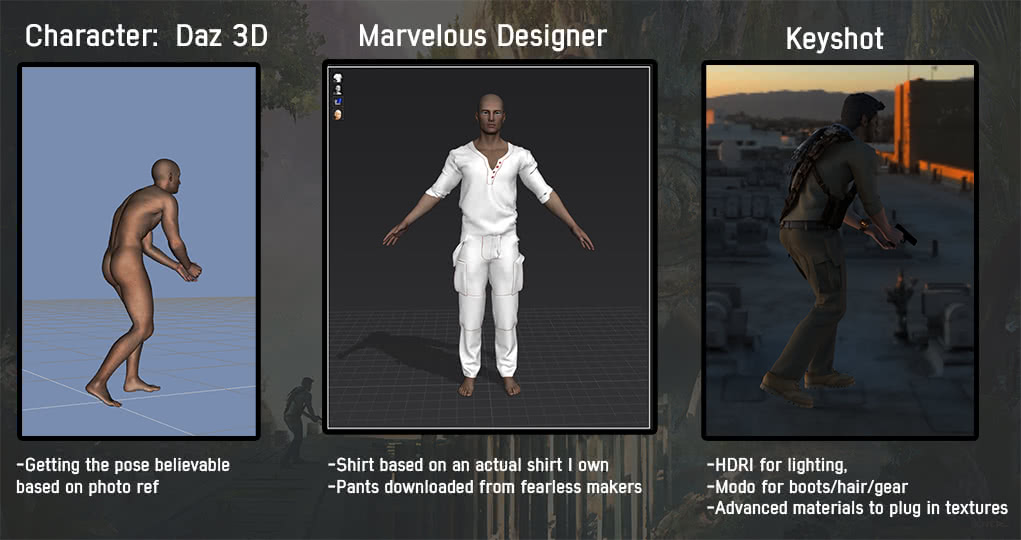 Character: Daz 3D
Marvelous Designer
Keyshot
-Getting the pose believable
based on photo ref
-Shirt based on an actual shirt I own
-Pants downloaded from fearless makers
-HDRI for lighting,
-Modo for boots/hair/gear
-Advanced materials to plug in textures